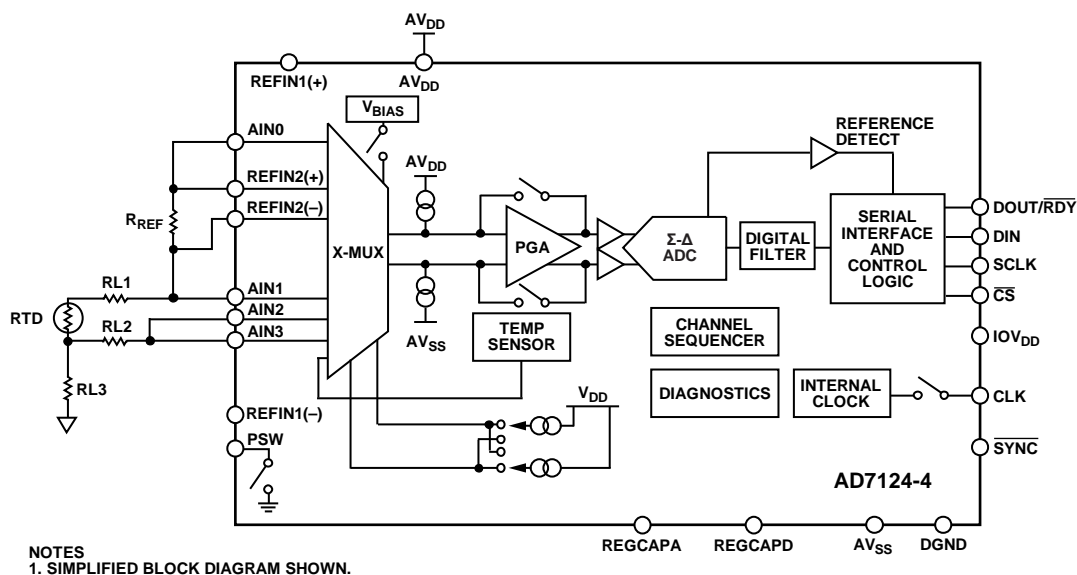 AVDD
REFIN1(+)
AVDD
VBIAS
AIN0
REFIN2(+)
REFIN2(–)
RREF
X-MUX
AVDD
PGA
AVSS
Σ-Δ
ADC
DIGITAL
FILTER
REFERENCE
DETECT
SERIAL
INTERFACE
AND
CONTROL
LOGIC
DOUT/RDY
DIN
SCLK
CS
RL1
AIN1
AIN2
RTD
RL2
AIN3
TEMP
SENSOR
CHANNEL
SEQUENCER
IOVDD
RL3
DIAGNOSTICS
INTERNAL
CLOCK
CLK
REFIN1(–)
VDD
PSW
SYNC
AD7124-4
REGCAPA
REGCAPD
AVSS
DGND
NOTES
1. SIMPLIFIED BLOCK DIAGRAM SHOWN.